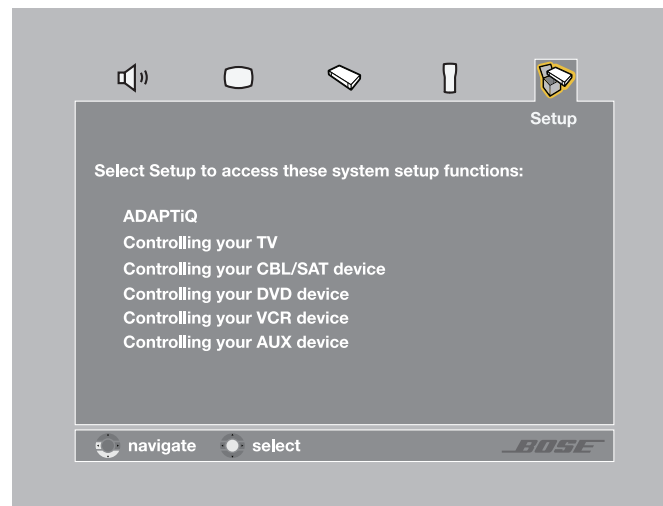 Setup
Select Setup to access these system setup functions:
ADAPTiQ
Controlling your TV
Controlling your CBL/SAT device
Controlling your DVD device
Controlling your VCR device
Controlling your AUX device
navigate select BOSE